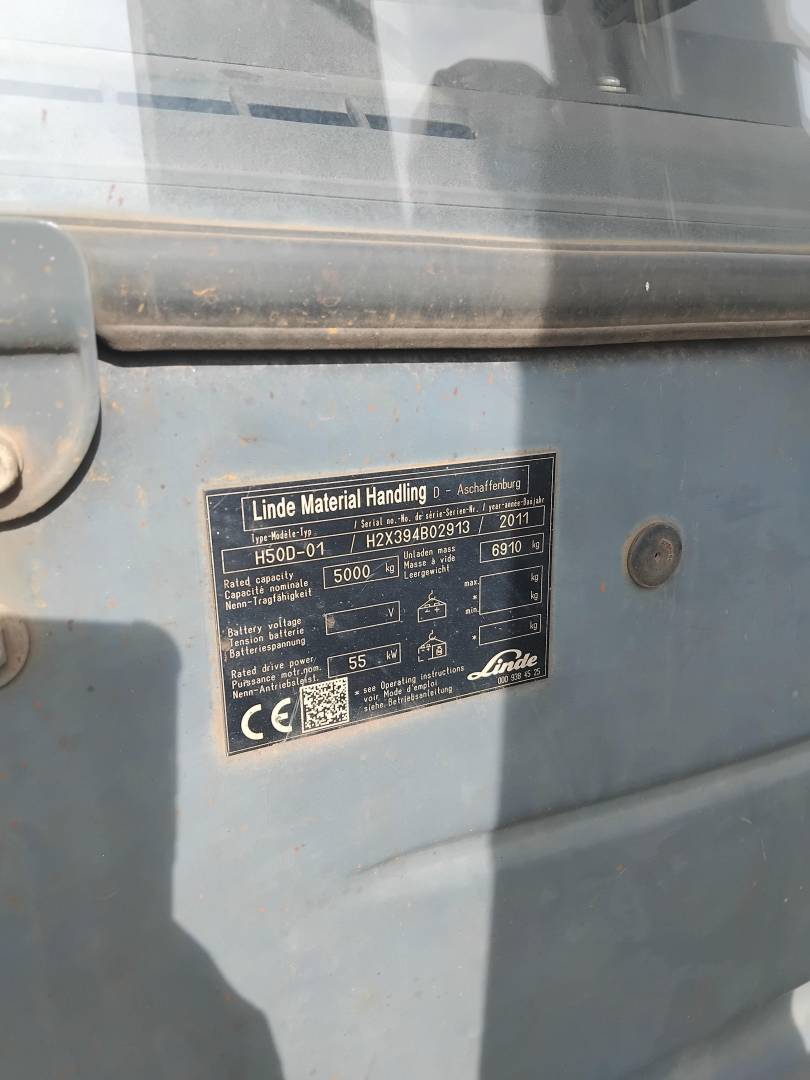 Linde Material Handling D - Aschaffenburg
Type-Modèle-Typ / Serial no.-No. de série-Serien-Nr. / year-année-Baujahr
H50D-01 / H2X394B02913 / 2011
Rated capacity
Capacité nominale
Nenn-Tragfähigkeit
5000 kg
Unladen mass
Masse à vide
Leergewicht
6910 kg
Battery voltage
Tension batterie
Batteriespannung
V
max. kg
* kg
min.
Rated drive power
Puissance motr.nom.
Nenn-Antriebsleist.
55 kW
* kg
CE
* see Operating instructions
voir Mode d'emploi
siehe Betriebsanleitung
Linde
000 938 45 25